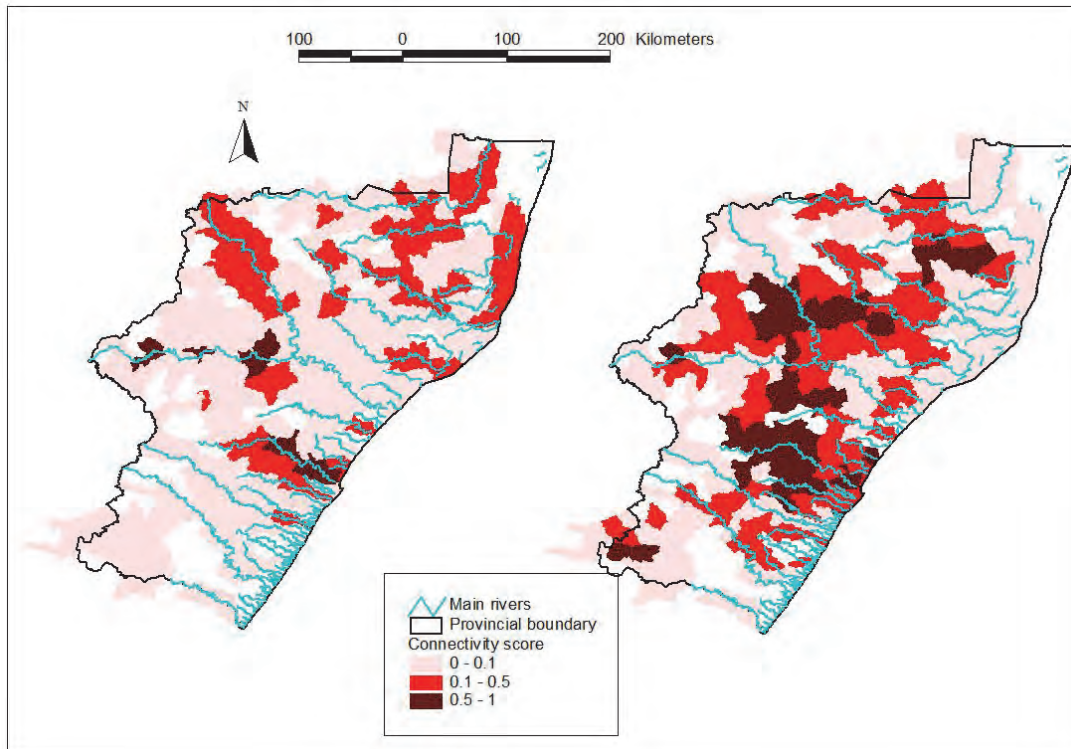 100 0 100 200 Kilometers
N
Main rivers
Provincial boundary
Connectivity score
0 - 0.1
0.1 - 0.5
0.5 - 1